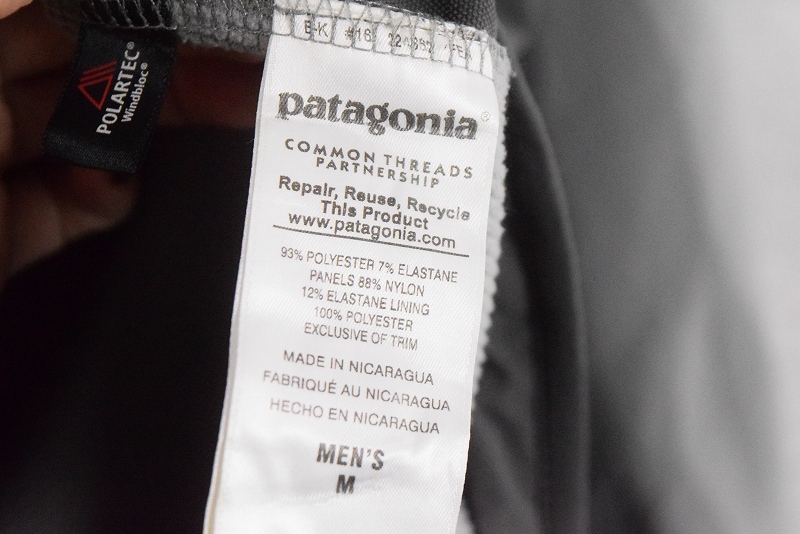 POLARTEC®
Windbloc®
E-K #16
patagonia®
COMMON THREADS
PARTNERSHIP
Repair, Reuse, Recycle
This Product
www.patagonia.com
93% POLYESTER 7% ELASTANE
PANELS 88% NYLON
12% ELASTANE LINING
100% POLYESTER
EXCLUSIVE OF TRIM
MADE IN NICARAGUA
FABRIQUÉ AU NICARAGUA
HECHO EN NICARAGUA
MEN'S
M